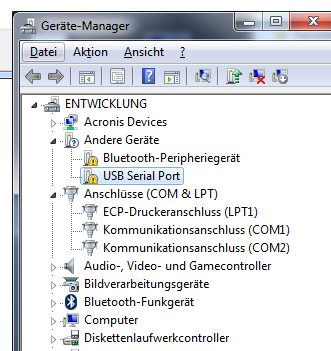 Geräte-Manager
Datei Aktion Ansicht ?
ENTWICKLUNG
Acronis Devices
Andere Geräte
Bluetooth-Peripheriegerät
USB Serial Port
Anschlüsse (COM & LPT)
ECP-Druckeranschluss (LPT1)
Kommunikationsanschluss (COM1)
Kommunikationsanschluss (COM2)
Audio-, Video- und Gamecontroller
Bildverarbeitungsgeräte
Bluetooth-Funkgerät
Computer
Diskettenlaufwerkcontroller